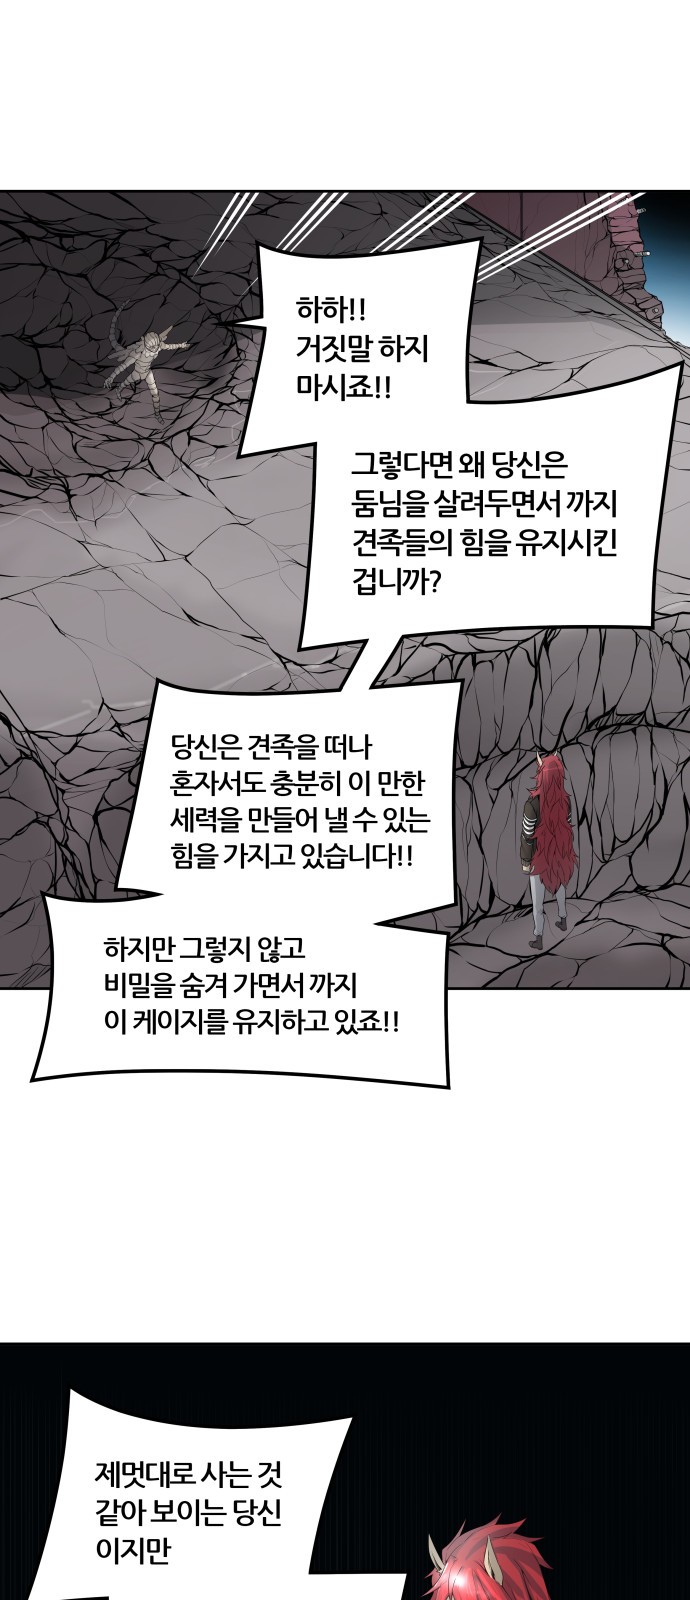 하하!!
거짓말 하지
마시죠!!
그렇다면 왜 당신은
둠님을 살려두면서 까지
견족들의 힘을 유지시킨
겁니까?
당신은 견족을 떠나
혼자서도 충분히 이 만한
세력을 만들어 낼 수 있는
힘을 가지고 있습니다!!
하지만 그렇지 않고
비밀을 숨겨 가면서 까지
이 케이지를 유지하고 있죠!!
제멋대로 사는 것
같아 보이는 당신
이지만